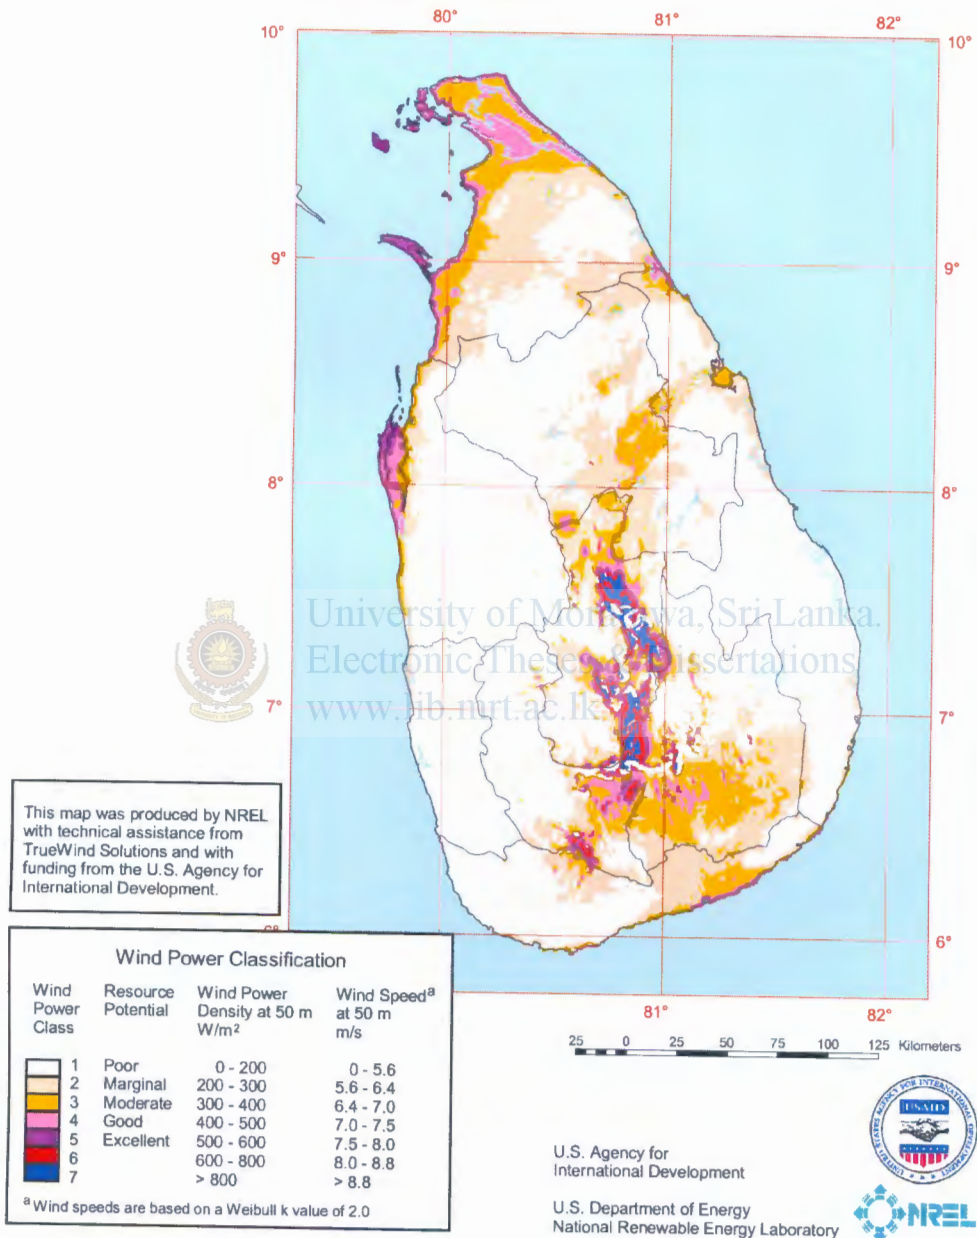 80°
81°
82°
10°
10°
9°
9°
8°
8°
University of Moratuwa, Sri Lanka.
Electronic Theses & Dissertations
www.lib.mrt.ac.lk
7°
7°
This map was produced by NREL
with technical assistance from
TrueWind Solutions and with
funding from the U.S. Agency for
International Development.
6°
6°
81°
82°
Wind Power Classification
Wind Power Class Resource Potential Wind Power Density at 50 m W/m² Wind Speedᵃ at 50 m m/s
1 Poor 0 - 200 0 - 5.6
2 Marginal 200 - 300 5.6 - 6.4
3 Moderate 300 - 400 6.4 - 7.0
4 Good 400 - 500 7.0 - 7.5
5 Excellent 500 - 600 7.5 - 8.0
6 600 - 800 8.0 - 8.8
7 > 800 > 8.8
ᵃ Wind speeds are based on a Weibull k value of 2.0
25 0 25 50 75 100 125 Kilometers
U.S. Agency for
International Development
UNITED STATES AGENCY FOR INTERNATIONAL DEVELOPMENT
USAID
U.S. Department of Energy
National Renewable Energy Laboratory
NREL